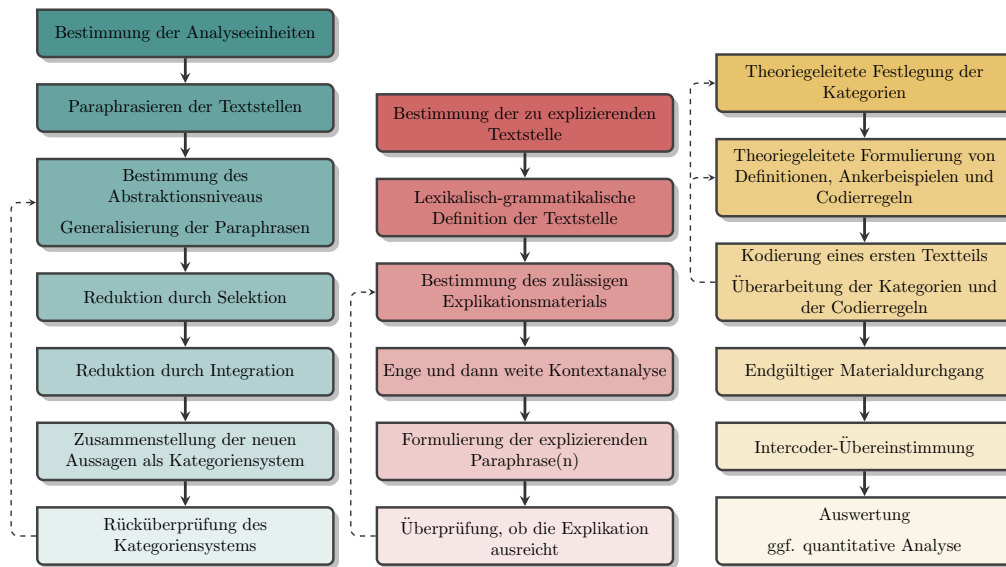 Bestimmung der Analyseeinheiten
Paraphrasieren der Textstellen
Bestimmung des
Abstraktionsniveaus
Generalisierung der Paraphrasen
Reduktion durch Selektion
Reduktion durch Integration
Zusammenstellung der neuen
Aussagen als Kategoriensystem
Rücküberprüfung des
Kategoriensystems
Bestimmung der zu explizierenden
Textstelle
Lexikalisch-grammatikalische
Definition der Textstelle
Bestimmung des zulässigen
Explikationsmaterials
Enge und dann weite Kontextanalyse
Formulierung der explizierenden
Paraphrase(n)
Überprüfung, ob die Explikation
ausreicht
Theoriegeleitete Festlegung der
Kategorien
Theoriegeleitete Formulierung von
Definitionen, Ankerbeispielen und
Codierregeln
Kodierung eines ersten Textteils
Überarbeitung der Kategorien und
der Codierregeln
Endgültiger Materialdurchgang
Intercoder-Übereinstimmung
Auswertung
ggf. quantitative Analyse